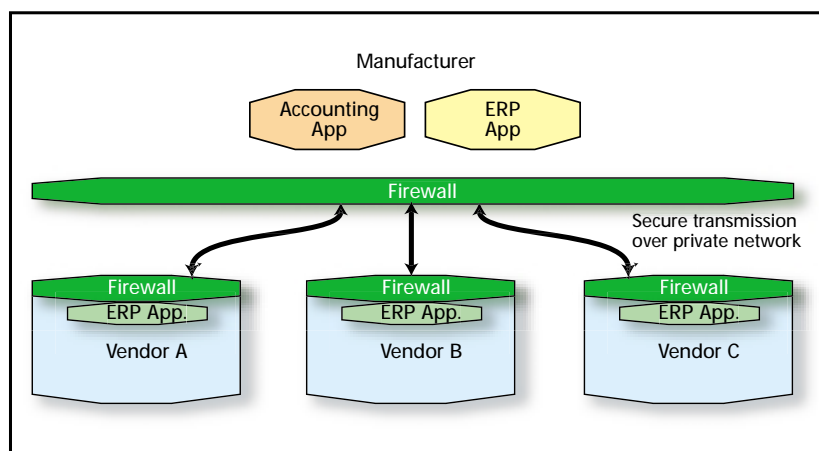 Manufacturer
Accounting
App
ERP
App
Firewall
Secure transmission
over private network
Firewall
ERP App.
Vendor A
Firewall
ERP App.
Vendor B
Firewall
ERP App.
Vendor C